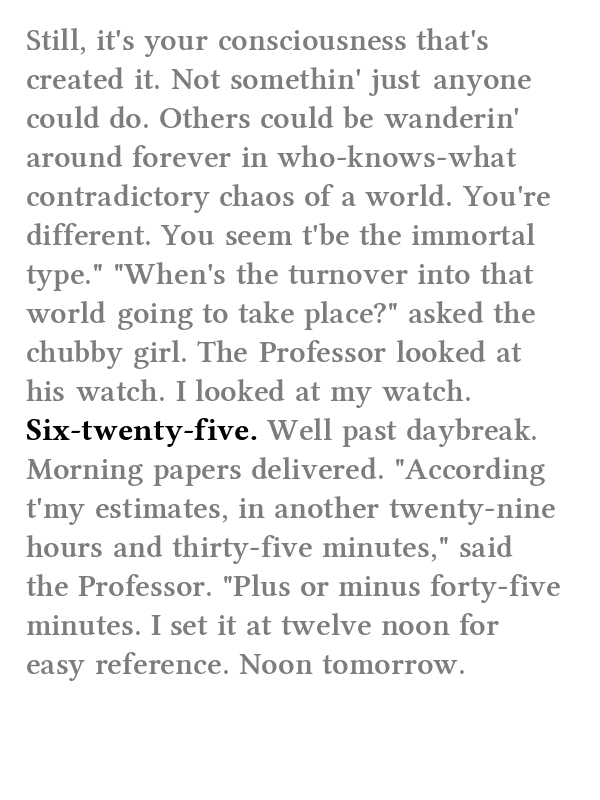 Still, it's your consciousness that's
created it. Not somethin' just anyone
could do. Others could be wanderin'
around forever in who-knows-what
contradictory chaos of a world. You're
different. You seem t'be the immortal
type." "When's the turnover into that
world going to take place?" asked the
chubby girl. The Professor looked at
his watch. I looked at my watch.
Six-twenty-five. Well past daybreak.
Morning papers delivered. "According
t'my estimates, in another twenty-nine
hours and thirty-five minutes," said
the Professor. "Plus or minus forty-five
minutes. I set it at twelve noon for
easy reference. Noon tomorrow.